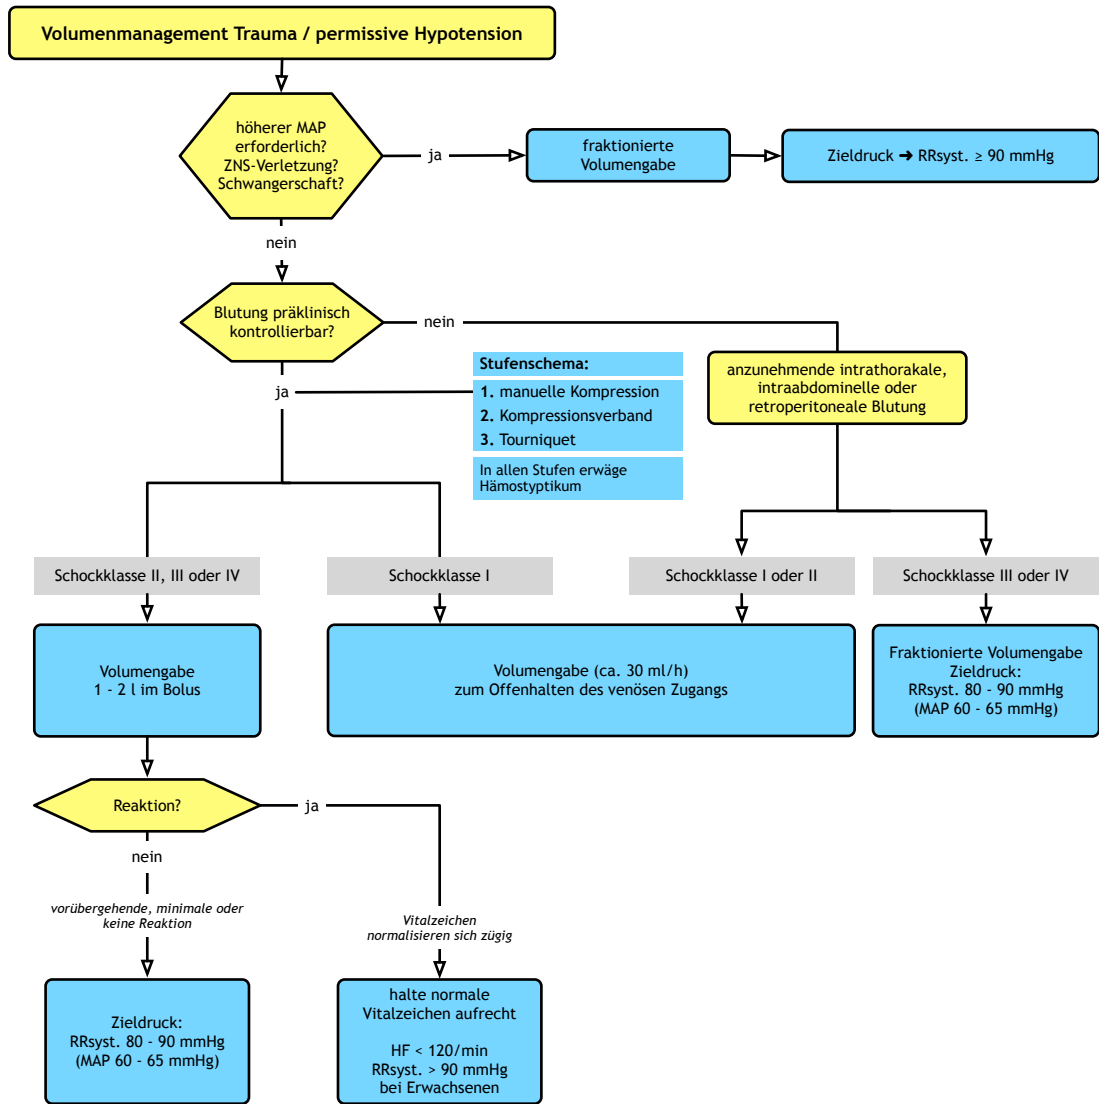 Volumenmanagement Trauma / permissive Hypotension
höherer MAP
erforderlich?
ZNS-Verletzung?
Schwangerschaft?
ja
fraktionierte
Volumengabe
Zieldruck ➜ RRsyst. ≥ 90 mmHg
nein
Blutung präklinisch
kontrollierbar?
nein
ja
Stufenschema:
1. manuelle Kompression
2. Kompressionsverband
3. Tourniquet
In allen Stufen erwäge
Hämostyptikum
anzunehmende intrathorakale,
intraabdominelle oder
retroperitoneale Blutung
Schockklasse II, III oder IV
Schockklasse I
Schockklasse I oder II
Schockklasse III oder IV
Volumengabe
1 - 2 l im Bolus
Volumengabe (ca. 30 ml/h)
zum Offenhalten des venösen Zugangs
Fraktionierte Volumengabe
Zieldruck:
RRsyst. 80 - 90 mmHg
(MAP 60 - 65 mmHg)
Reaktion?
ja
nein
vorübergehende, minimale oder
keine Reaktion
Vitalzeichen
normalisieren sich zügig
Zieldruck:
RRsyst. 80 - 90 mmHg
(MAP 60 - 65 mmHg)
halte normale
Vitalzeichen aufrecht
HF < 120/min
RRsyst. > 90 mmHg
bei Erwachsenen